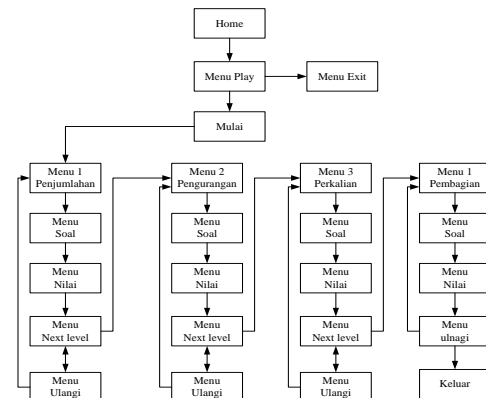 Home
Menu Play
Menu Exit
Mulai
Menu 1
Penjumlahan
Menu
Soal
Menu
Nilai
Menu
Next level
Menu
Ulangi
Menu 2
Pengurangan
Menu
Soal
Menu
Nilai
Menu
Next level
Menu
Ulangi
Menu 3
Perkalian
Menu
Soal
Menu
Nilai
Menu
Next level
Menu
Ulangi
Menu 1
Pembagian
Menu
Soal
Menu
Nilai
Menu
ulnagi
Keluar